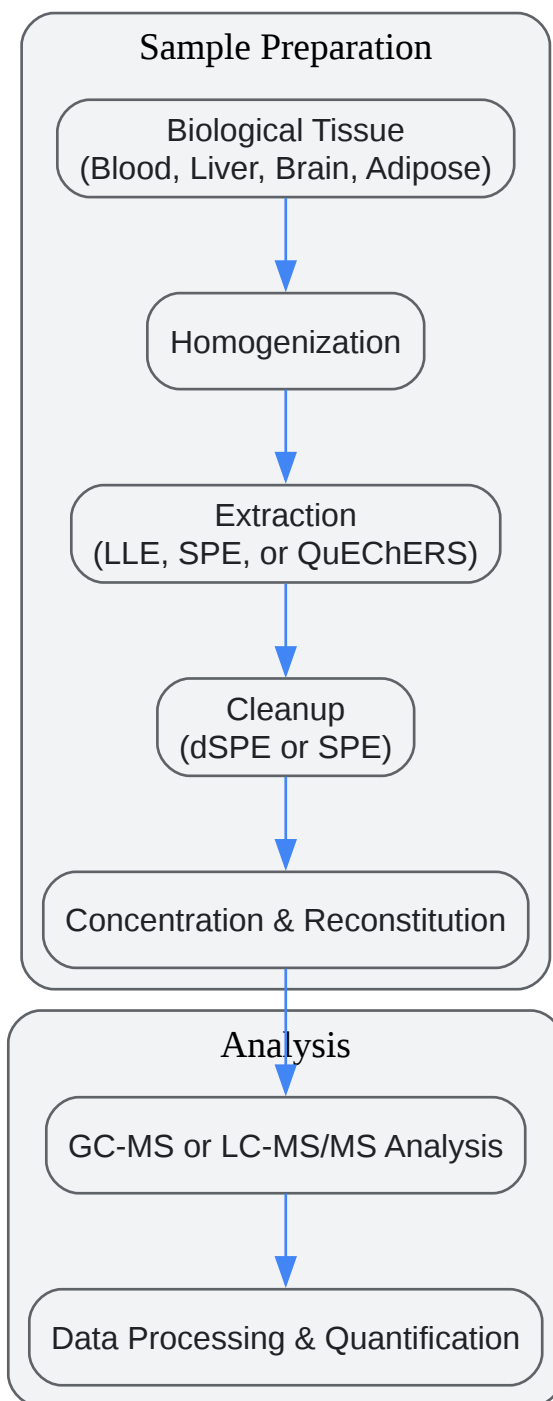 Sample Preparation
Biological Tissue
(Blood, Liver, Brain, Adipose)
Homogenization
Extraction
(LLE, SPE, or QuEChERS)
Cleanup
(dSPE or SPE)
Concentration & Reconstitution
Analysis
GC-MS or LC-MS/MS Analysis
Data Processing & Quantification